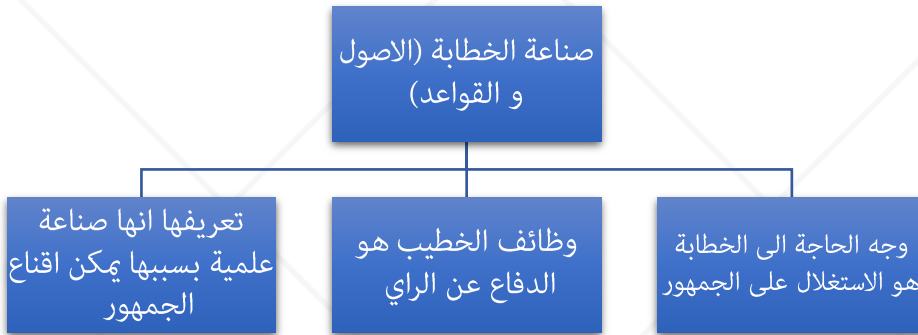 صناعة الخطابة (الاصول
و القواعد)
وجه الحاجة الى الخطابة
هو الاستغلال على الجمهور
وظائف الخطيب هو
الدفاع عن الراي
تعريفها انها صناعة
علمية بسببها يمكن اقناع
الجمهور